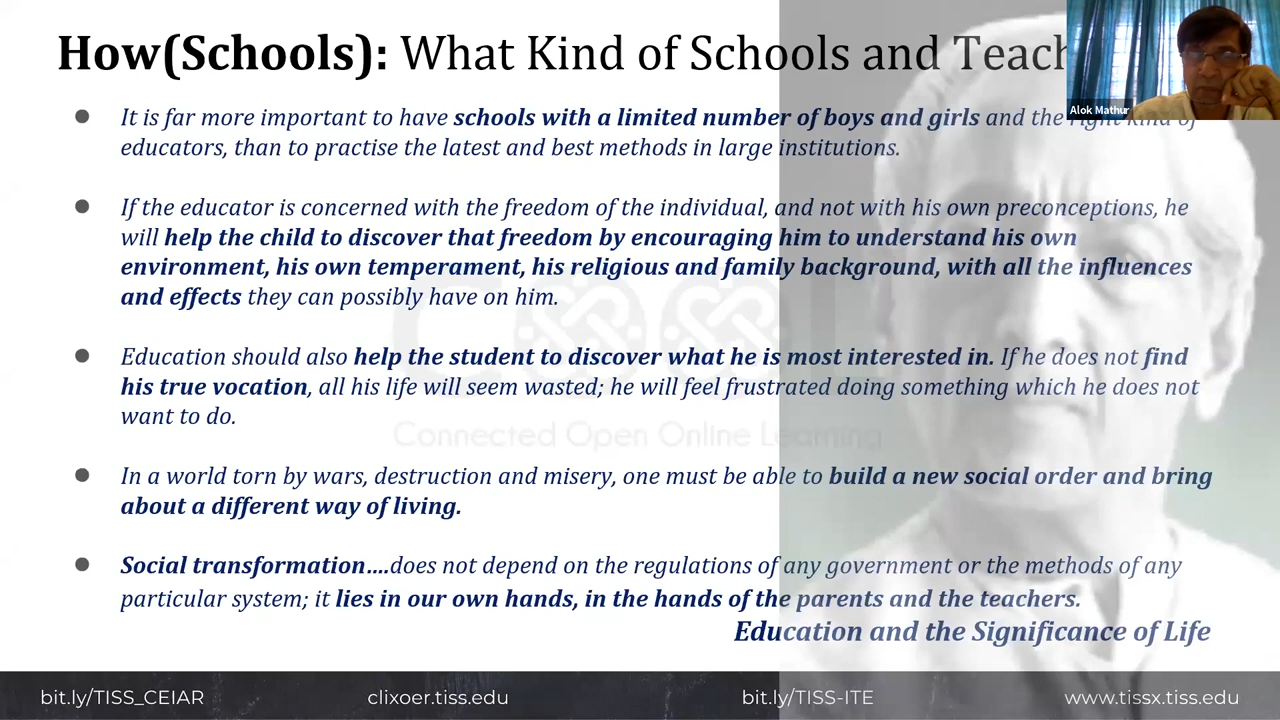 How(Schools): What Kind of Schools and Teach
Alok Mathur
● It is far more important to have schools with a limited number of boys and girls and the right kind of
educators, than to practise the latest and best methods in large institutions.
● If the educator is concerned with the freedom of the individual, and not with his own preconceptions, he
will help the child to discover that freedom by encouraging him to understand his own
environment, his own temperament, his religious and family background, with all the influences
and effects they can possibly have on him.
● Education should also help the student to discover what he is most interested in. If he does not find
his true vocation, all his life will seem wasted; he will feel frustrated doing something which he does not
want to do.
● In a world torn by wars, destruction and misery, one must be able to build a new social order and bring
about a different way of living.
● Social transformation....does not depend on the regulations of any government or the methods of any
particular system; it lies in our own hands, in the hands of the parents and the teachers.
Education and the Significance of Life
Connected Open Online Learning
bit.ly/TISS_CEIAR clixoer.tiss.edu bit.ly/TISS-ITE www.tissx.tiss.edu